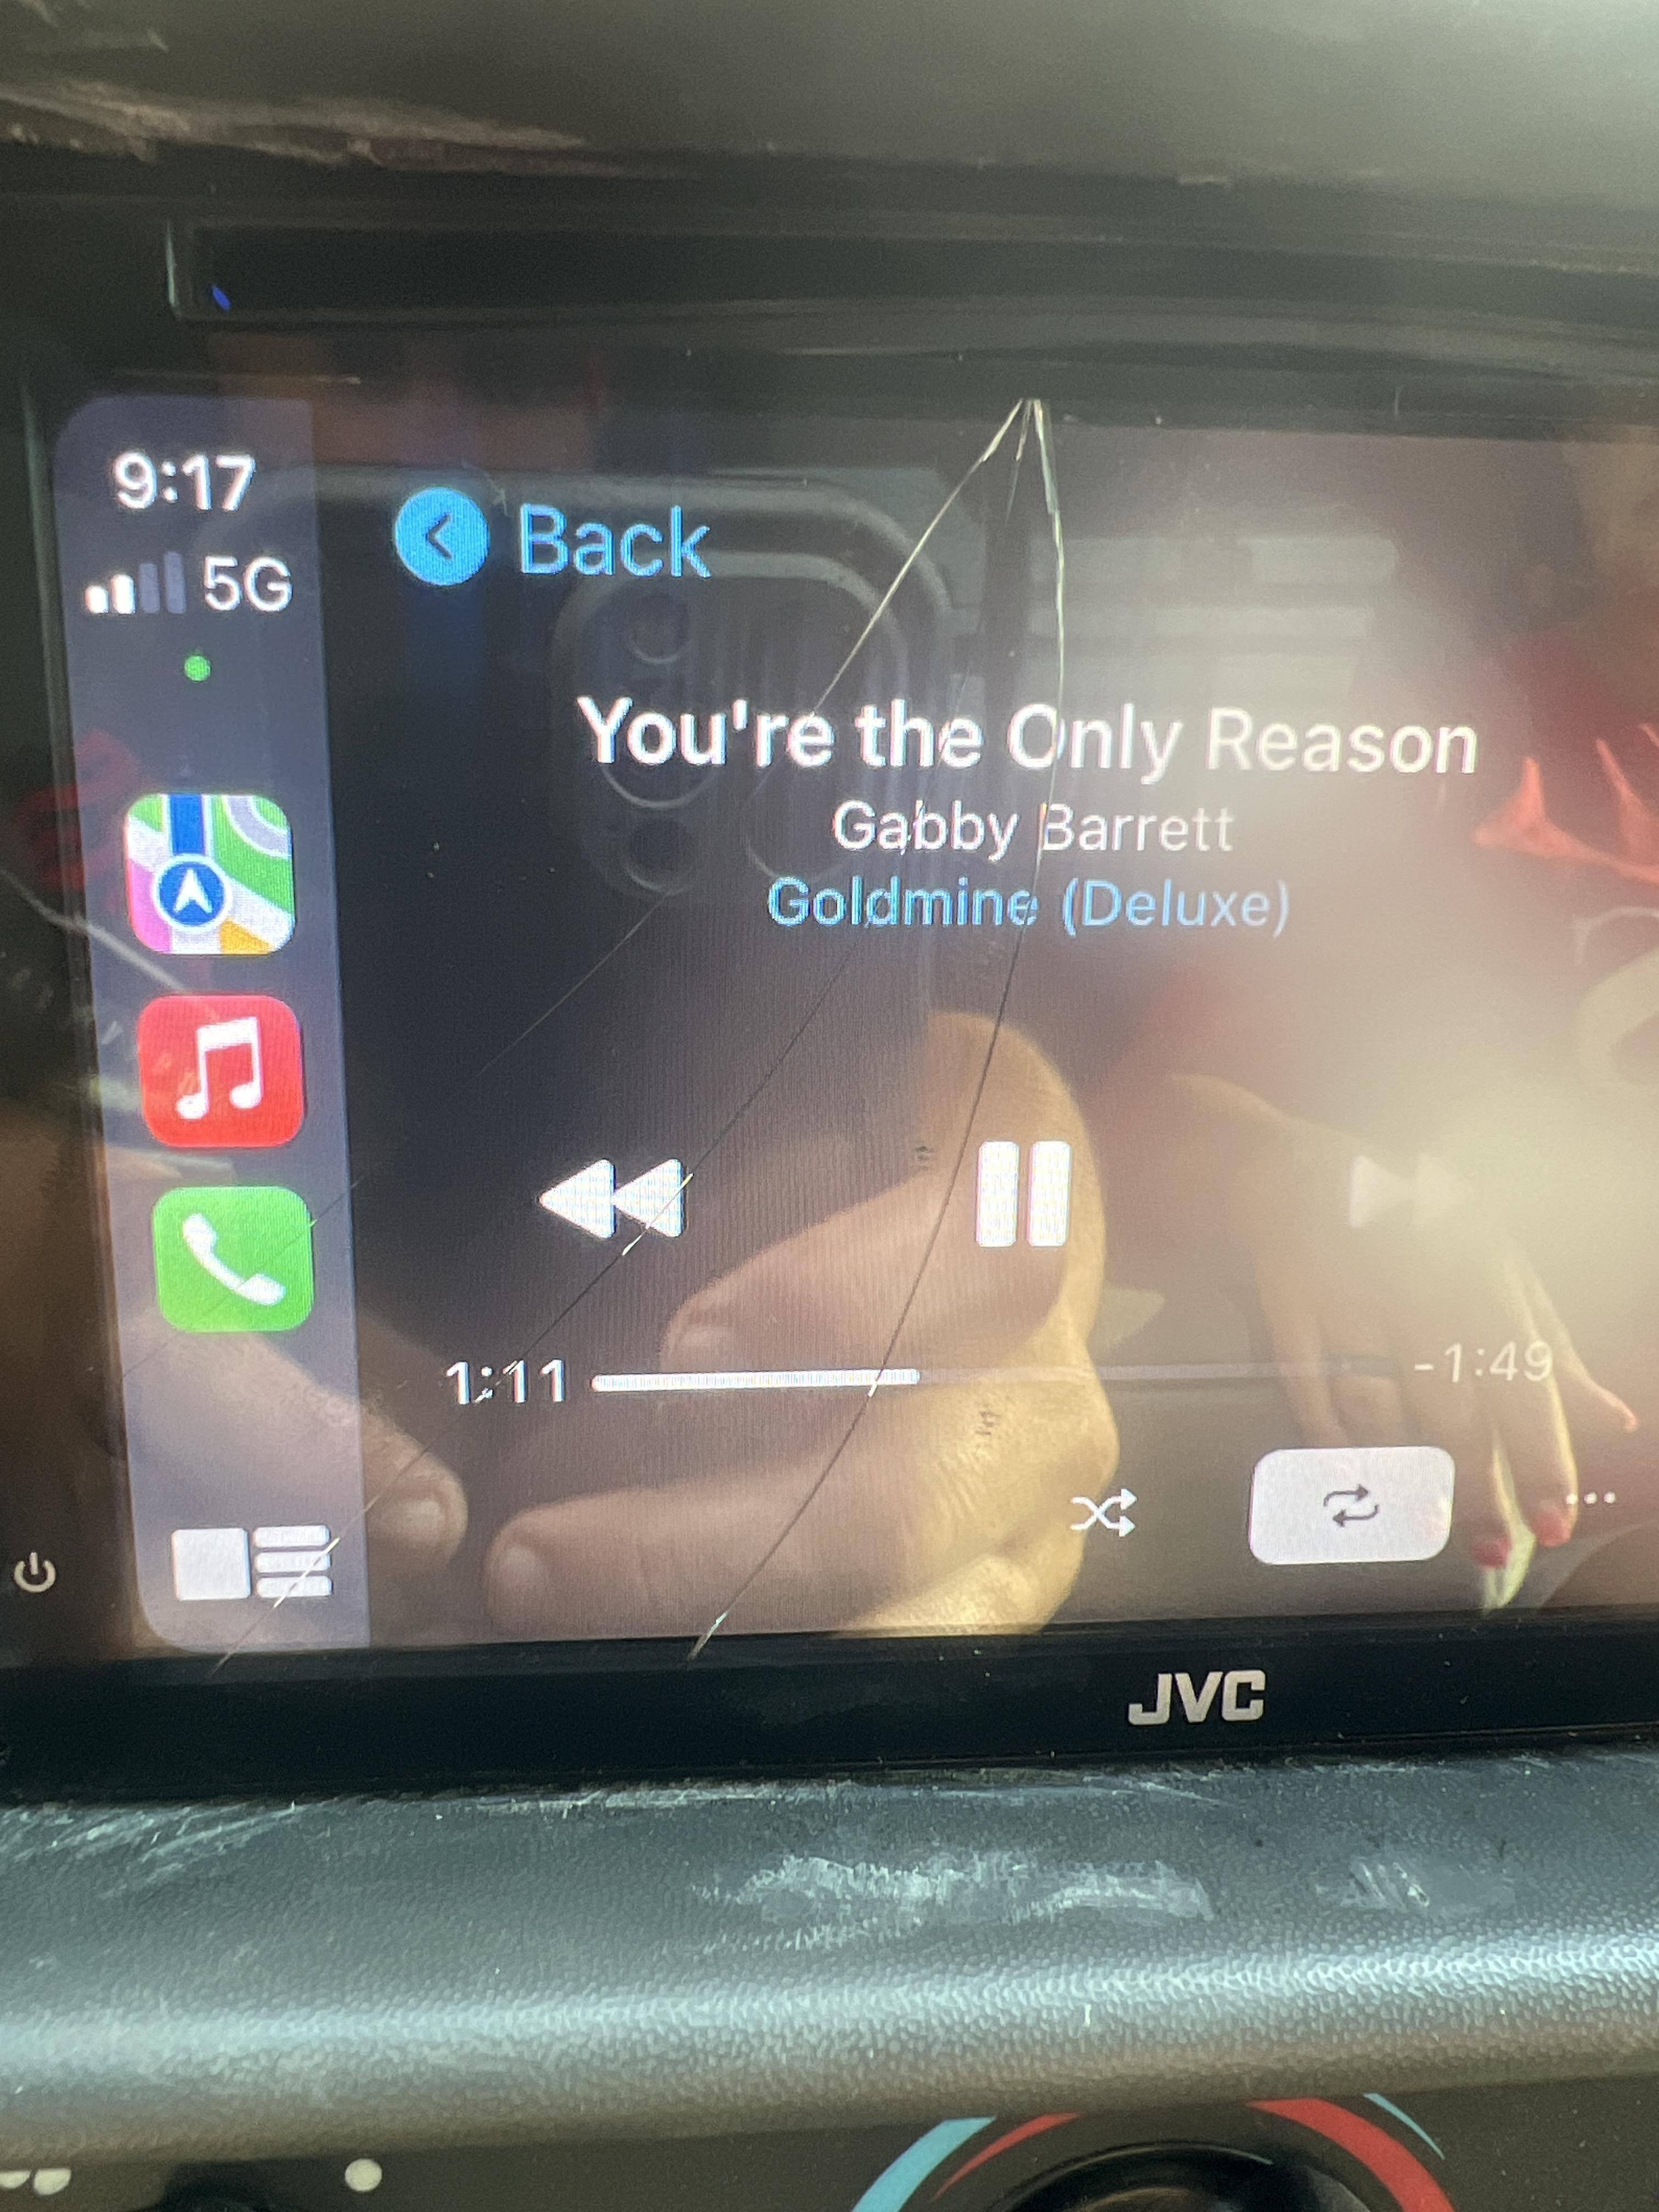 9:17
5G
Back
You're the Only Reason
Gabby Barrett
Goldmine (Deluxe)
1:11
-1:49
JVC